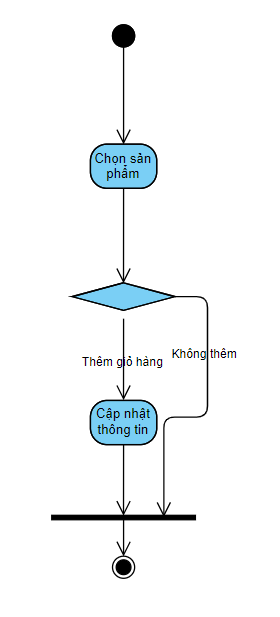 Chọn sản
phẩm
Không thêm
Thêm giỏ hàng
Cập nhật
thông tin